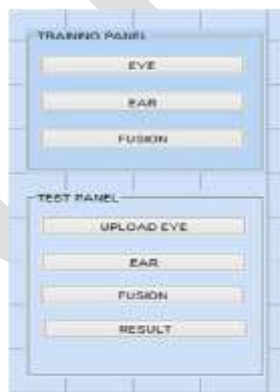 TRAINING PANEL
EYE
EAR
FUSION
TEST PANEL
UPLOAD EYE
EAR
FUSION
RESULT